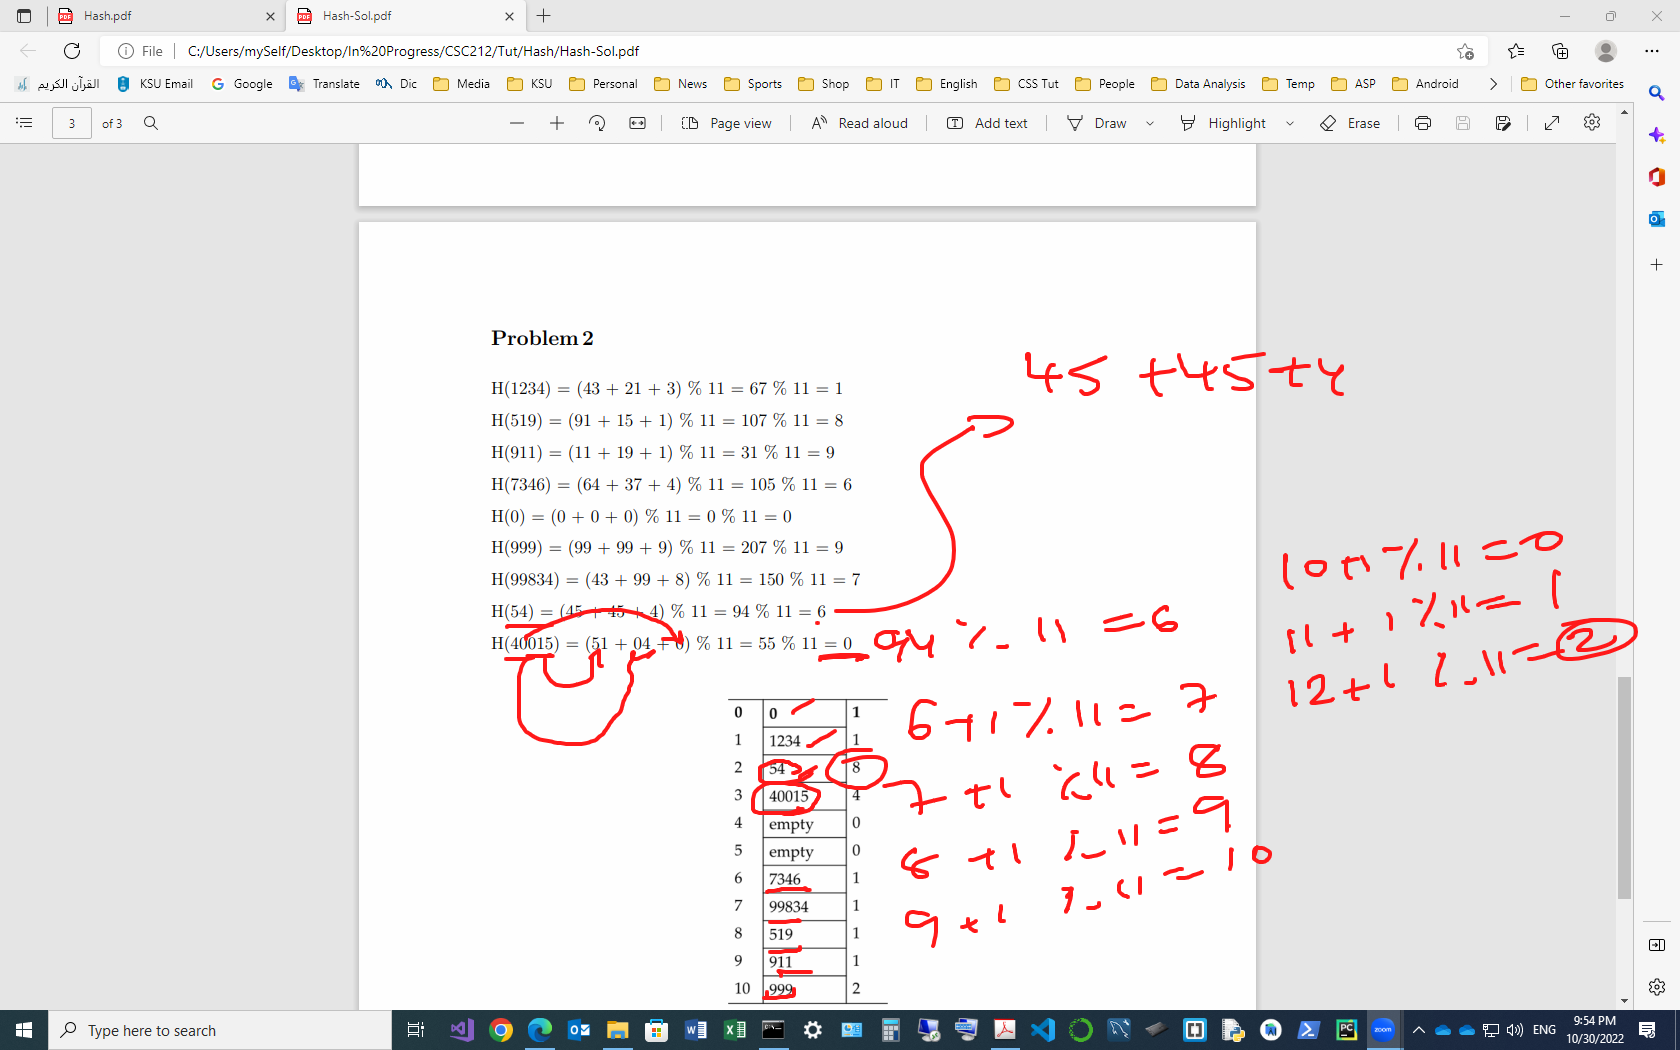 Hash.pdf
Hash-Sol.pdf
File C:/Users/mySelf/Desktop/In%20Progress/CSC212/Tut/Hash/Hash-Sol.pdf
القرآن الكريم KSU Email Google Translate Dic Media KSU Personal News Sports Shop IT English CSS Tut People Data Analysis Temp ASP Android Other favorites
3 of 3 Page view Read aloud Add text Draw Highlight Erase
Problem 2
45 +45+4
H(1234) = (43 + 21 + 3) % 11 = 67 % 11 = 1
H(519) = (91 + 15 + 1) % 11 = 107 % 11 = 8
H(911) = (11 + 19 + 1) % 11 = 31 % 11 = 9
H(7346) = (64 + 37 + 4) % 11 = 105 % 11 = 6
H(0) = (0 + 0 + 0) % 11 = 0 % 11 = 0
H(999) = (99 + 99 + 9) % 11 = 207 % 11 = 9
H(99834) = (43 + 99 + 8) % 11 = 150 % 11 = 7
H(54) = (45 + 45 + 4) % 11 = 94 % 11 = 6
H(40015) = (51 + 04 + 0) % 11 = 55 % 11 = 0
94 % 11 = 6
10+1 % 11 = 0
11 + 1 % 11 = 1
12+1 % 11 = 2
0 0 1
1 1234 1
2 54 8
3 40015 4
4 empty 0
5 empty 0
6 7346 1
7 99834 1
8 519 1
9 911 1
10 999 2
6+1 % 11 = 7
7 +1 % 11 = 8
8 +1 % 11 = 9
9 +1 % 11 = 10
Type here to search
ENG
9:54 PM
10/30/2022